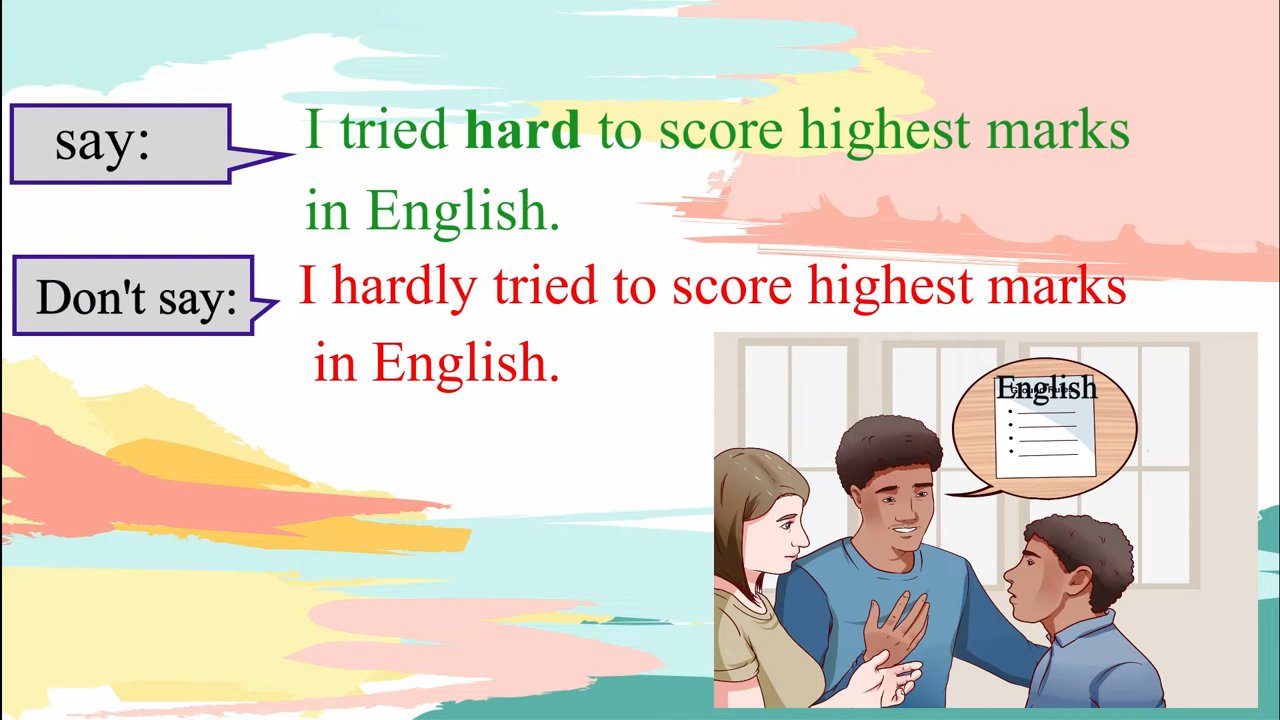 say:
I tried hard to score highest marks
in English.
Don't say:
I hardly tried to score highest marks
in English.
English